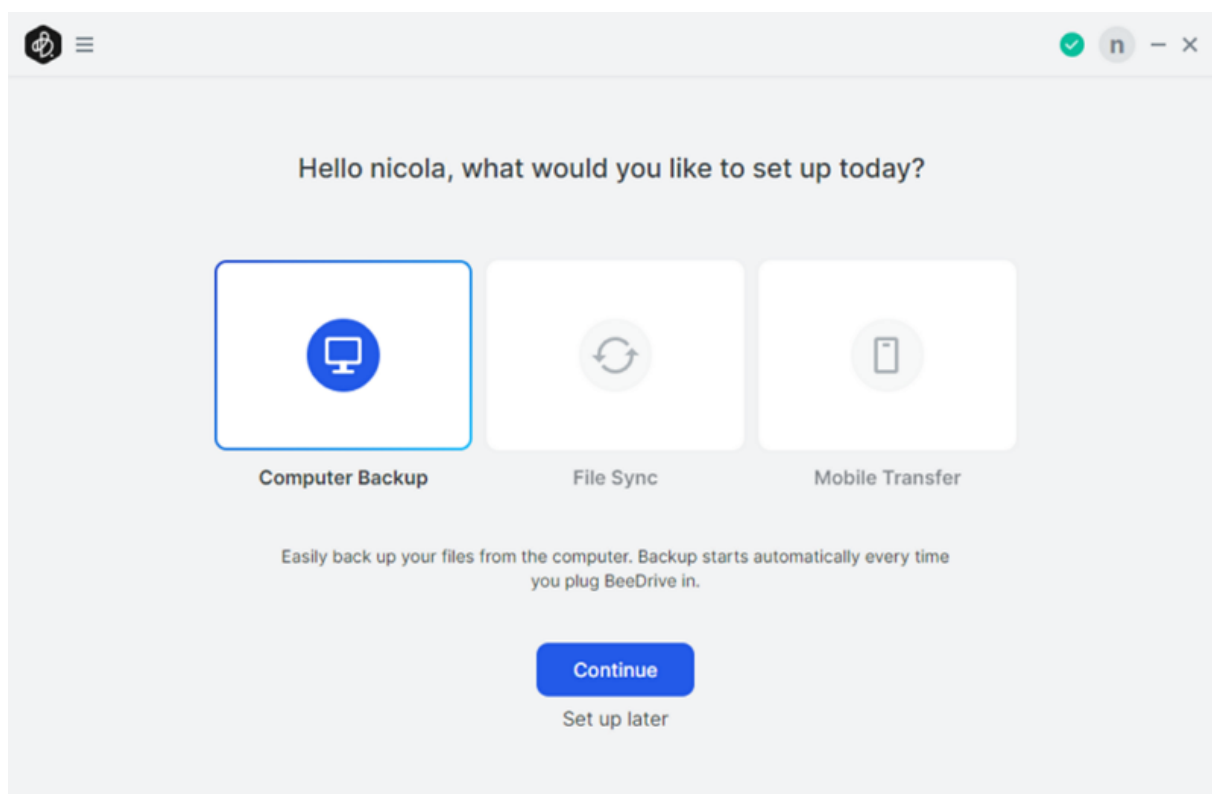 n
Hello nicola, what would you like to set up today?
Computer Backup
File Sync
Mobile Transfer
Easily back up your files from the computer. Backup starts automatically every time
you plug BeeDrive in.
Continue
Set up later